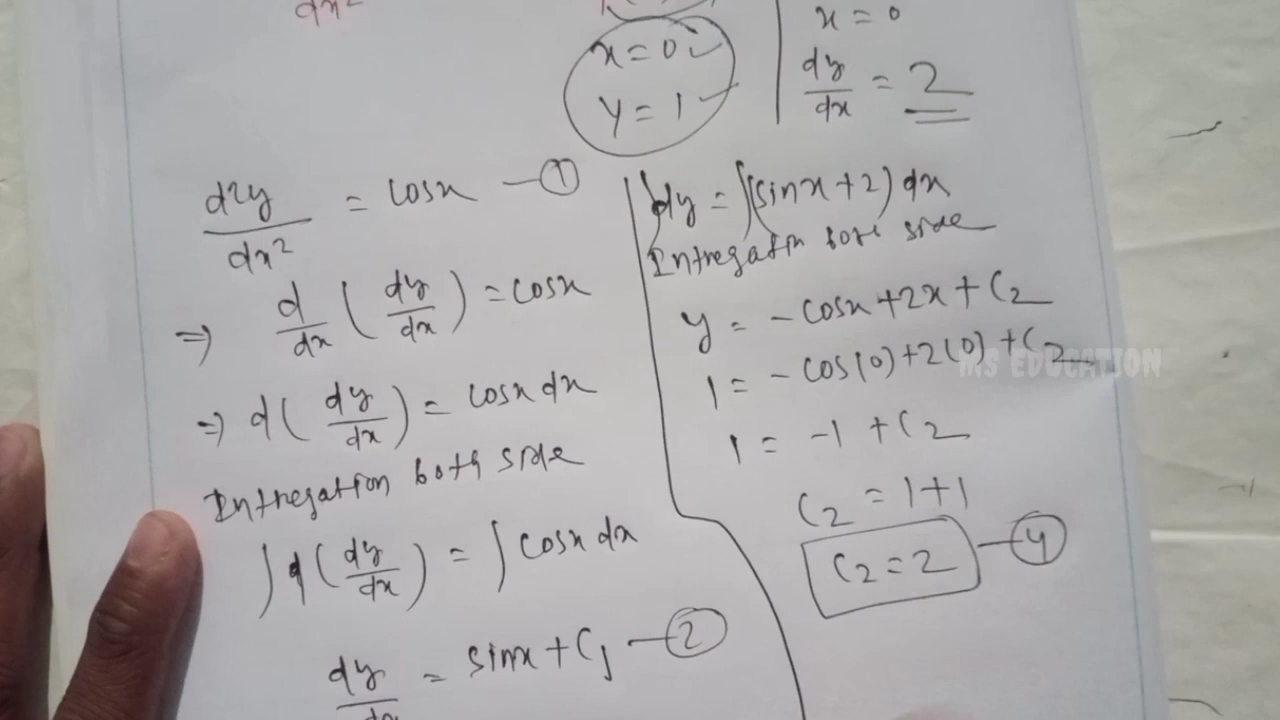 d²y/dx² = cosx —①
⇒ d/dx (dy/dx) = cosx
⇒ d(dy/dx) = cosx dx
Intregation both side
∫d(dy/dx) = ∫cosx dx
dy/dx = sinx + C₁ —②
x = 0 ✓
y = 1 ✓
x = 0
dy/dx = 2
∫dy = ∫(sinx+2) dx
Intregatin both side
y = -cosx + 2x + C₂
1 = -cos(0) + 2(0) + C₂
MS EDUCATION
1 = -1 + C₂
C₂ = 1+1
C₂ = 2 —④